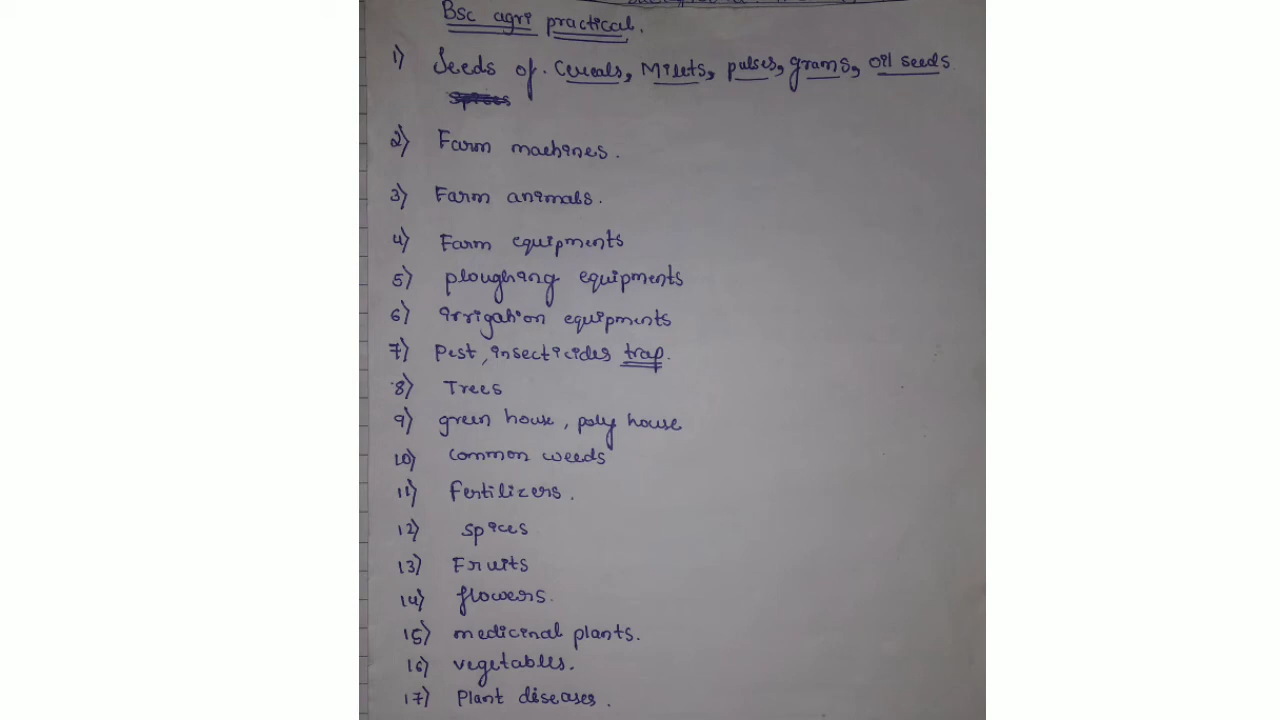 Bsc agri practical.
1) Seeds of. Cereals, Milets, pulses, grams, oil seeds
2) Farm machines.
3) Farm animals.
4) Farm equipments
5) ploughing equipments
6) irrigation equipments
7) Pest, insecticides trap.
8) Trees
9) green house, poly house
10) common weeds
11) fertilizers.
12) spices
13) Fruits
14) flowers.
15) medicinal plants.
16) vegetables.
17) Plant diseases.